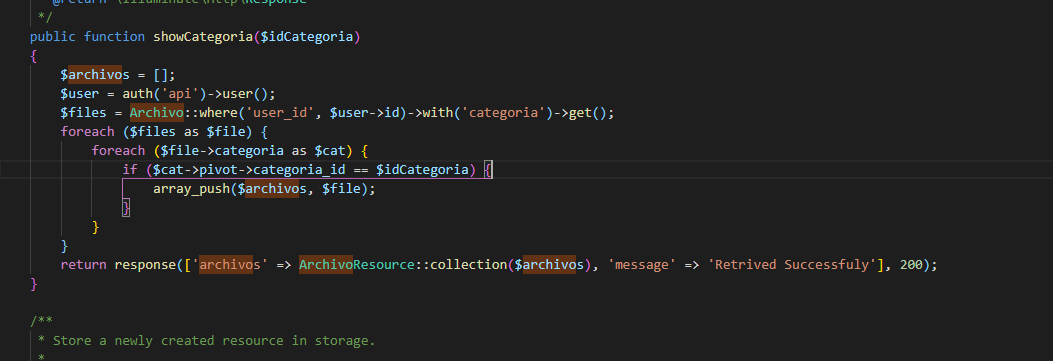 @return \Illuminate\Http\Response
*/
public function showCategoria($idCategoria)
{
$archivos = [];
$user = auth('api')->user();
$files = Archivo::where('user_id', $user->id)->with('categoria')->get();
foreach ($files as $file) {
foreach ($file->categoria as $cat) {
if ($cat->pivot->categoria_id == $idCategoria) {
array_push($archivos, $file);
}
}
}
return response(['archivos' => ArchivoResource::collection($archivos), 'message' => 'Retrived Successfuly'], 200);
}
/**
* Store a newly created resource in storage.
*